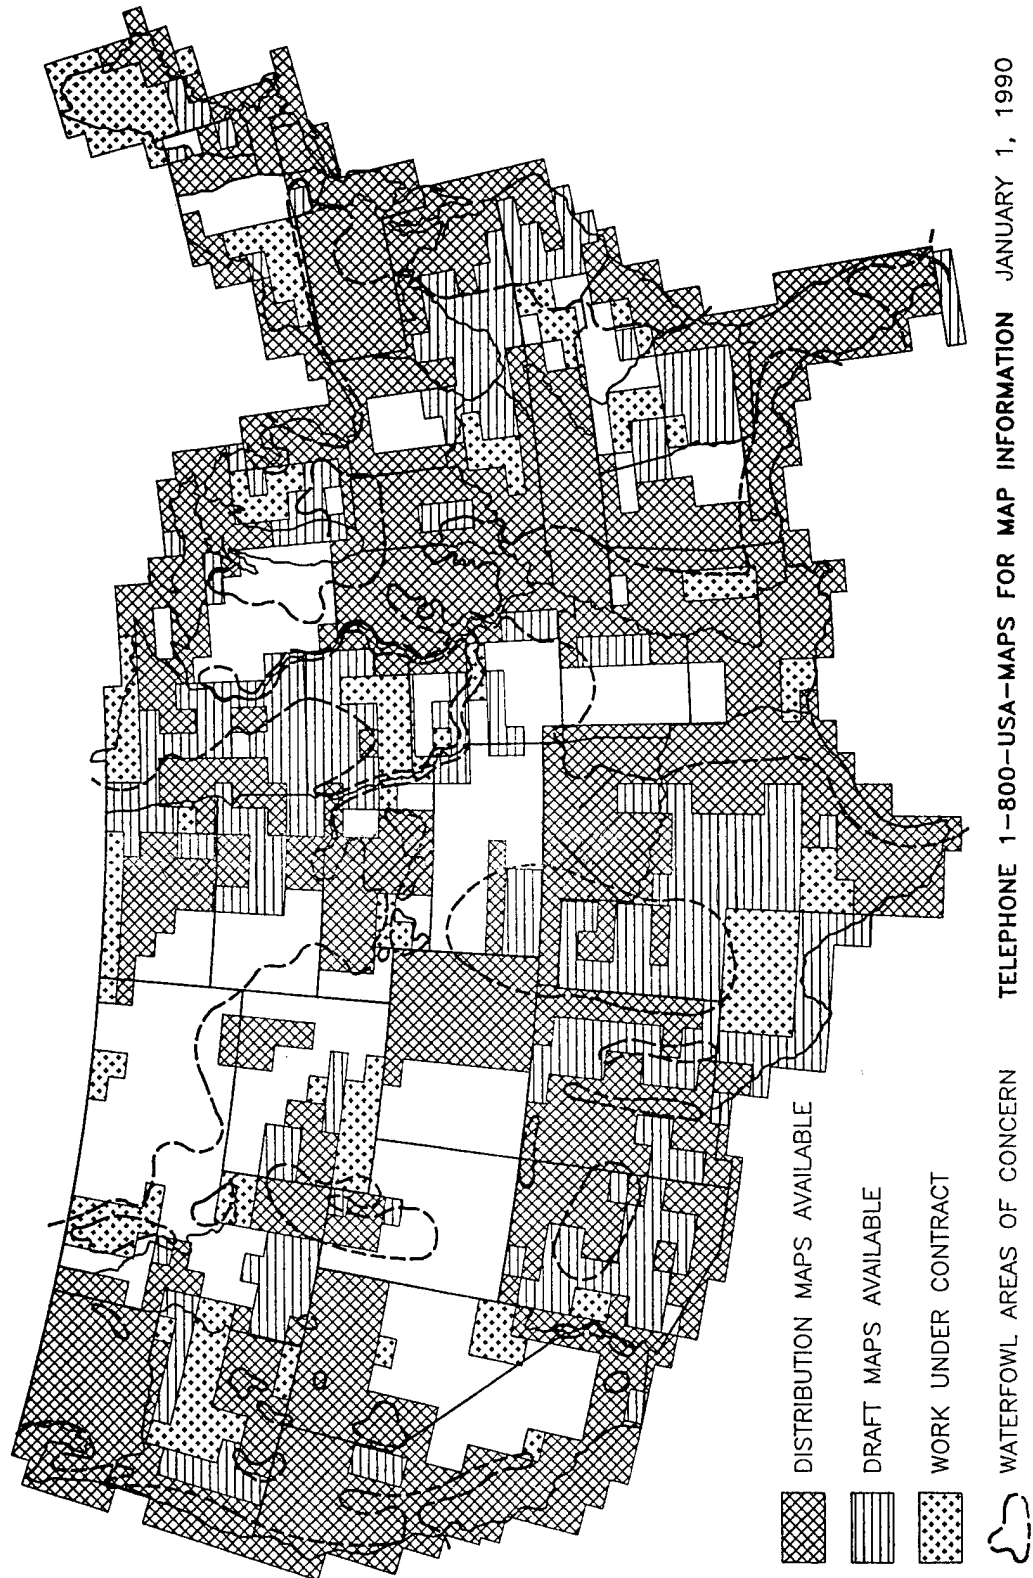 DISTRIBUTION MAPS AVAILABLE
DRAFT MAPS AVAILABLE
WORK UNDER CONTRACT
WATERFOWL AREAS OF CONCERN TELEPHONE 1-800-USA-MAPS FOR MAP INFORMATION JANUARY 1, 1990